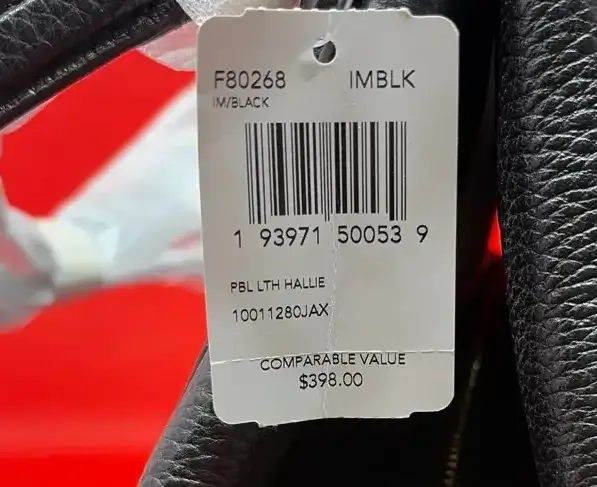 F80268 IMBLK
IM/BLACK
1 93971 50053 9
PBL LTH HALLIE
10011280JAX
COMPARABLE VALUE
$398.00